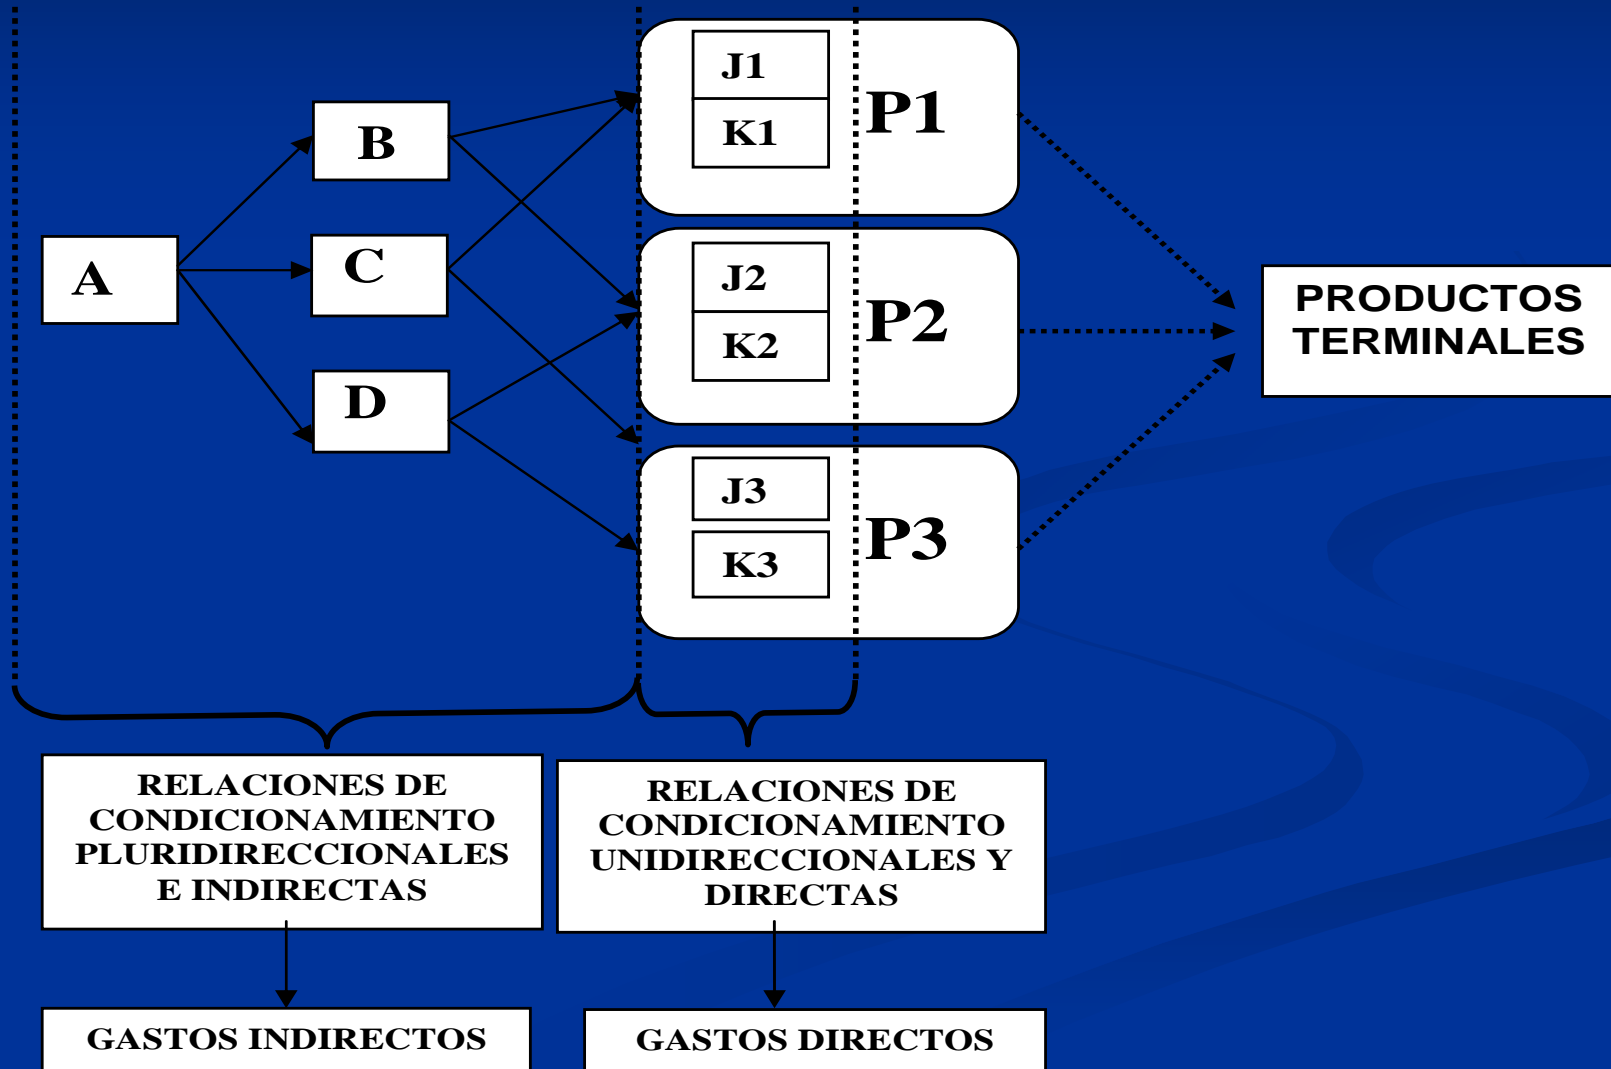 J1
K1
P1
B
A
C
D
J2
K2
P2
J3
K3
P3
PRODUCTOS
TERMINALES
RELACIONES DE
CONDICIONAMIENTO
PLURIDIRECCIONALES
E INDIRECTAS
RELACIONES DE
CONDICIONAMIENTO
UNIDIRECCIONALES Y
DIRECTAS
GASTOS INDIRECTOS
GASTOS DIRECTOS